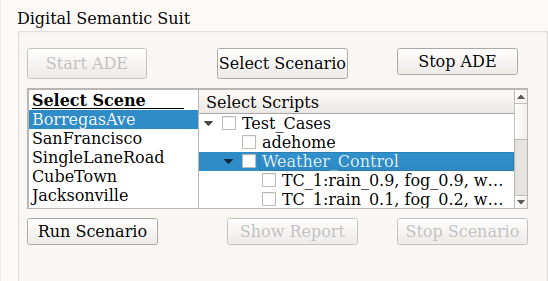 Digital Semantic Suit
Start ADE
Select Scenario
Stop ADE
Select Scene
BorregasAve
SanFrancisco
SingleLaneRoad
CubeTown
Jacksonville
Select Scripts
Test_Cases
adehome
Weather_Control
TC_1:rain_0.9, fog_0.9, w...
TC_1:rain_0.1, fog_0.2, w...
Run Scenario
Show Report
Stop Scenario